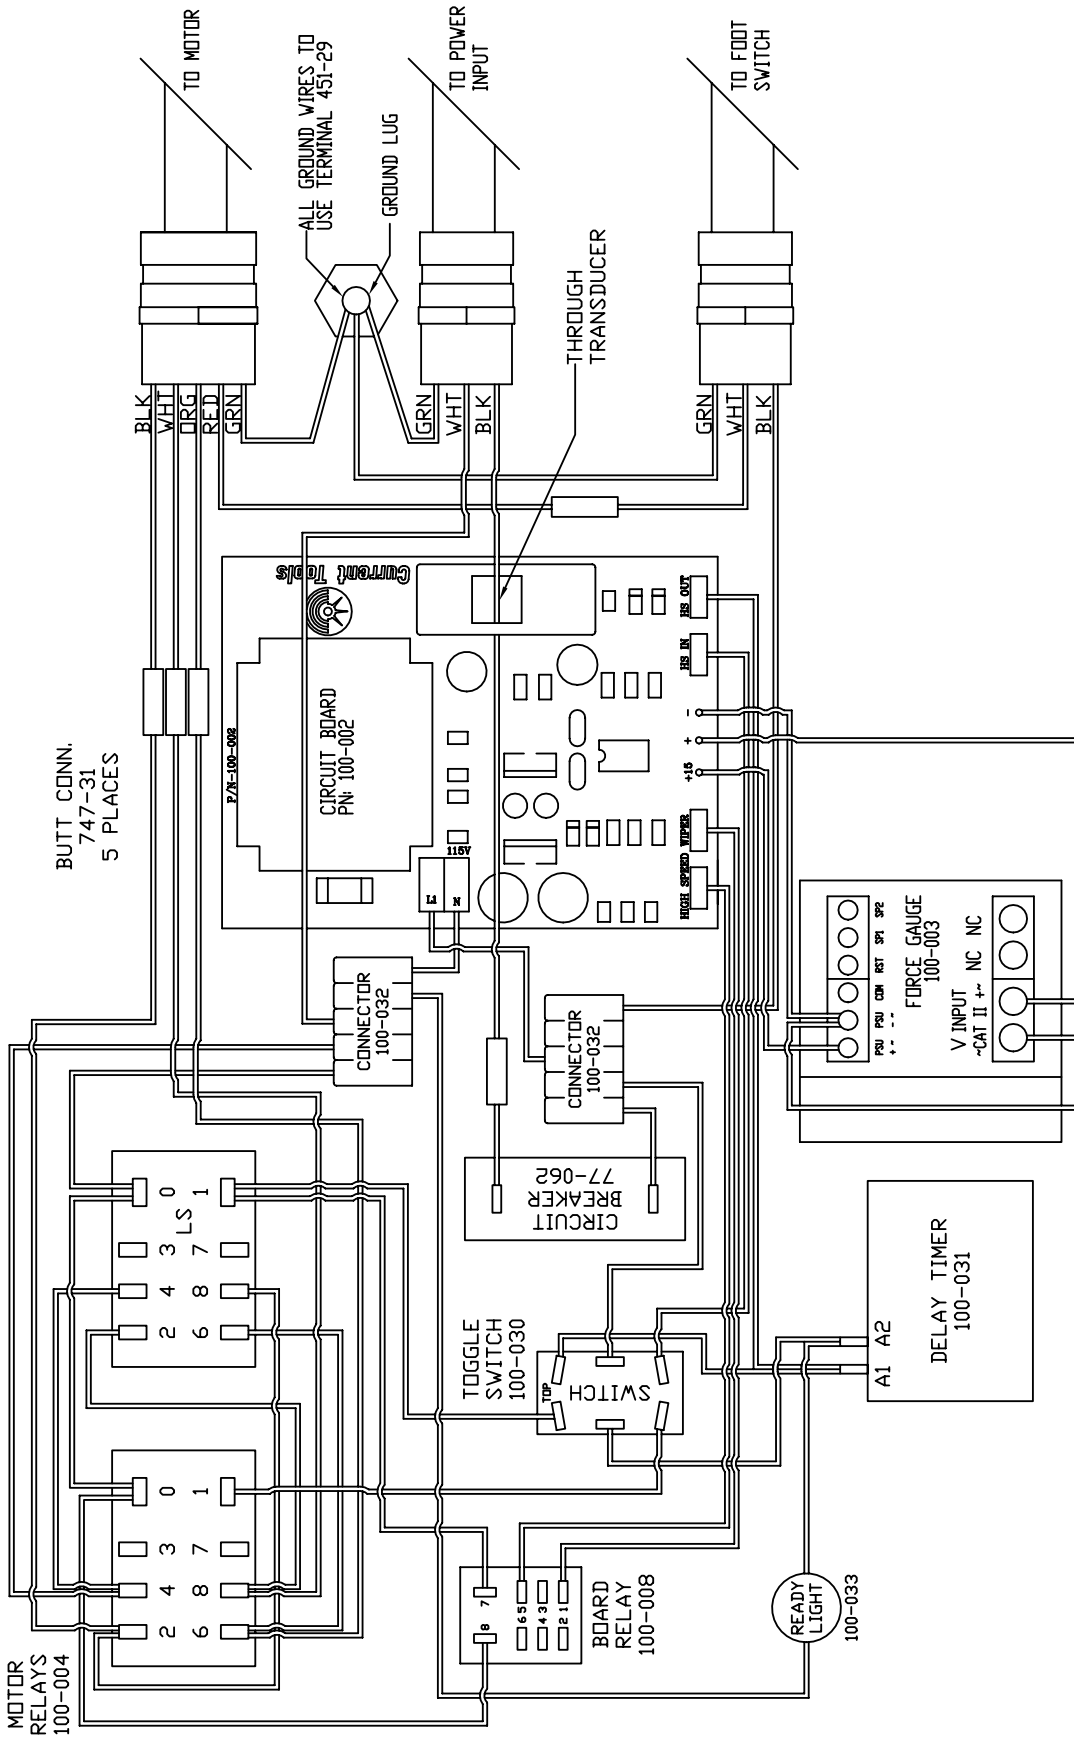 TO MOTOR
ALL GROUND WIRES TO
USE TERMINAL 451-29
GROUND LUG
TO POWER
INPUT
TO FOOT
SWITCH
BLK
WHT
ORG
RED
GRN
GRN
WHT
BLK
GRN
WHT
BLK
THROUGH
TRANSDUCER
BUTT CONN.
747-31
5 PLACES
Current Tools
P/N-100-002
CIRCUIT BOARD
PN: 100-002
115V
L1
N
HS OUT
HS IN
-
+
+15
WIPER
HIGH SPEED
CONNECTOR
100-032
CONNECTOR
100-032
CIRCUIT
BREAKER
77-062
FORCE GAUGE
100-003
SP2
SP1
RST
COM
PSU
- ~
PSU
+ ~
V INPUT
~CAT II +~ NC NC
DELAY TIMER
100-031
A1 A2
TOGGLE
SWITCH
100-030
TOP
SWITCH
2 4 3 0
6 8 7 1
LS
2 4 3 0
6 8 7 1
MOTOR
RELAYS
100-004
8 7
6 5
4 3
2 1
BOARD
RELAY
100-008
READY
LIGHT
100-033